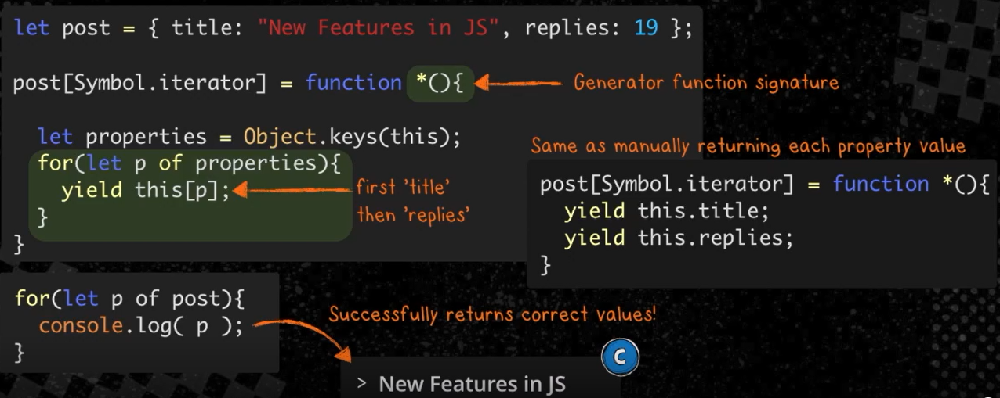 let post = { title: "New Features in JS", replies: 19 };
post[Symbol.iterator] = function *(){
Generator function signature
let properties = Object.keys(this);
for(let p of properties){
yield this[p];
}
}
first 'title'
then 'replies'
Same as manually returning each property value
post[Symbol.iterator] = function *(){
yield this.title;
yield this.replies;
}
for(let p of post){
console.log( p );
}
Successfully returns correct values!
C
> New Features in JS